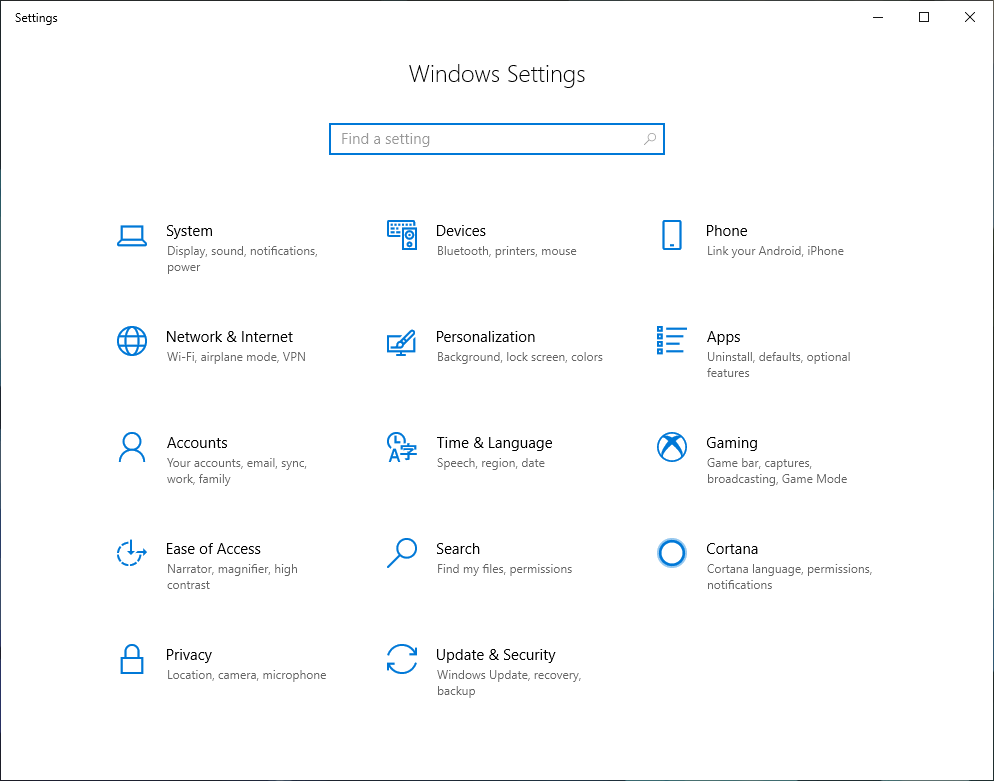 Settings
Windows Settings
Find a setting
System
Display, sound, notifications,
power
Devices
Bluetooth, printers, mouse
Phone
Link your Android, iPhone
Network & Internet
Wi-Fi, airplane mode, VPN
Personalization
Background, lock screen, colors
Apps
Uninstall, defaults, optional
features
Accounts
Your accounts, email, sync,
work, family
Time & Language
Speech, region, date
Gaming
Game bar, captures,
broadcasting, Game Mode
Ease of Access
Narrator, magnifier, high
contrast
Search
Find my files, permissions
Cortana
Cortana language, permissions,
notifications
Privacy
Location, camera, microphone
Update & Security
Windows Update, recovery,
backup